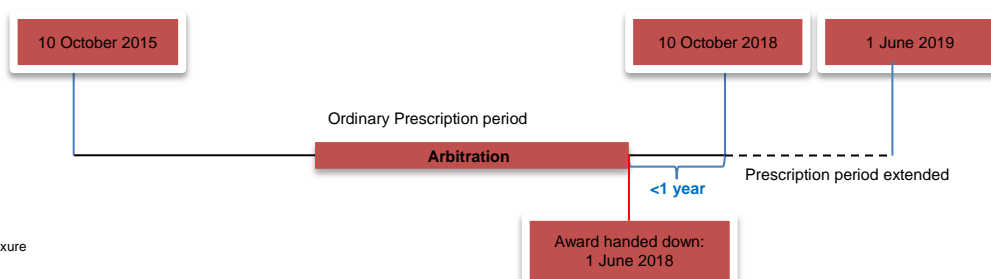 10 October 2015
10 October 2018
1 June 2019
Ordinary Prescription period
Arbitration
Prescription period extended
<1 year
Award handed down:
1 June 2018
xure